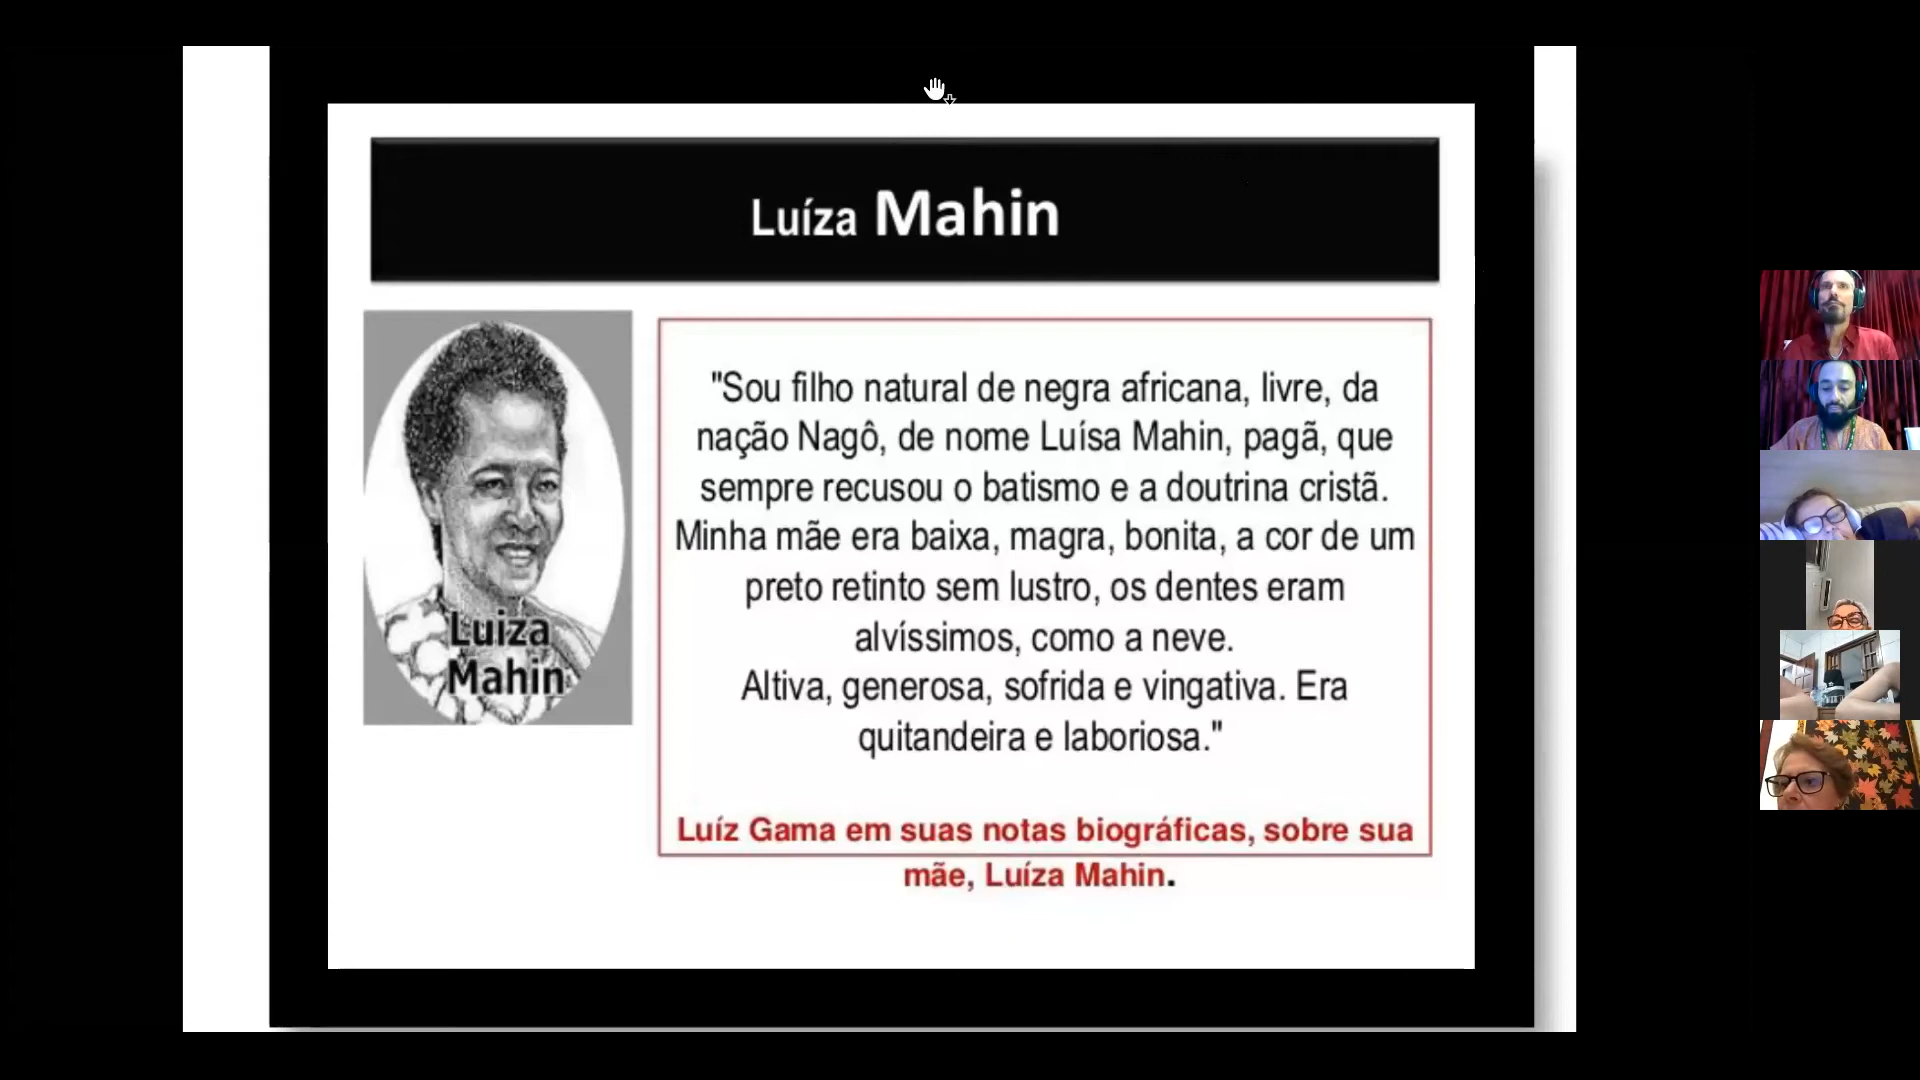 Luíza Mahin
Luiza
Mahin
"Sou filho natural de negra africana, livre, da
nação Nagô, de nome Luísa Mahin, pagã, que
sempre recusou o batismo e a doutrina cristã.
Minha mãe era baixa, magra, bonita, a cor de um
preto retinto sem lustro, os dentes eram
alvíssimos, como a neve.
Altiva, generosa, sofrida e vingativa. Era
quitandeira e laboriosa."
Luíz Gama em suas notas biográficas, sobre sua
mãe, Luíza Mahin.